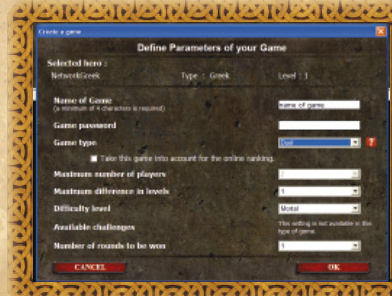 Create a game
Define Parameters of your Game
Selected hero :
NetworkGreek Type : Greek Level : 1
Name of Game
(a minimum of 4 characters is required)
name of game
Game password
Game type
Duel
Take this game into account for the online ranking.
Maximum number of players
2
Maximum difference in levels
1
Difficulty level
Mortal
Available challenges
This setting is not available in this
type of game.
Number of rounds to be won
1
CANCEL OK